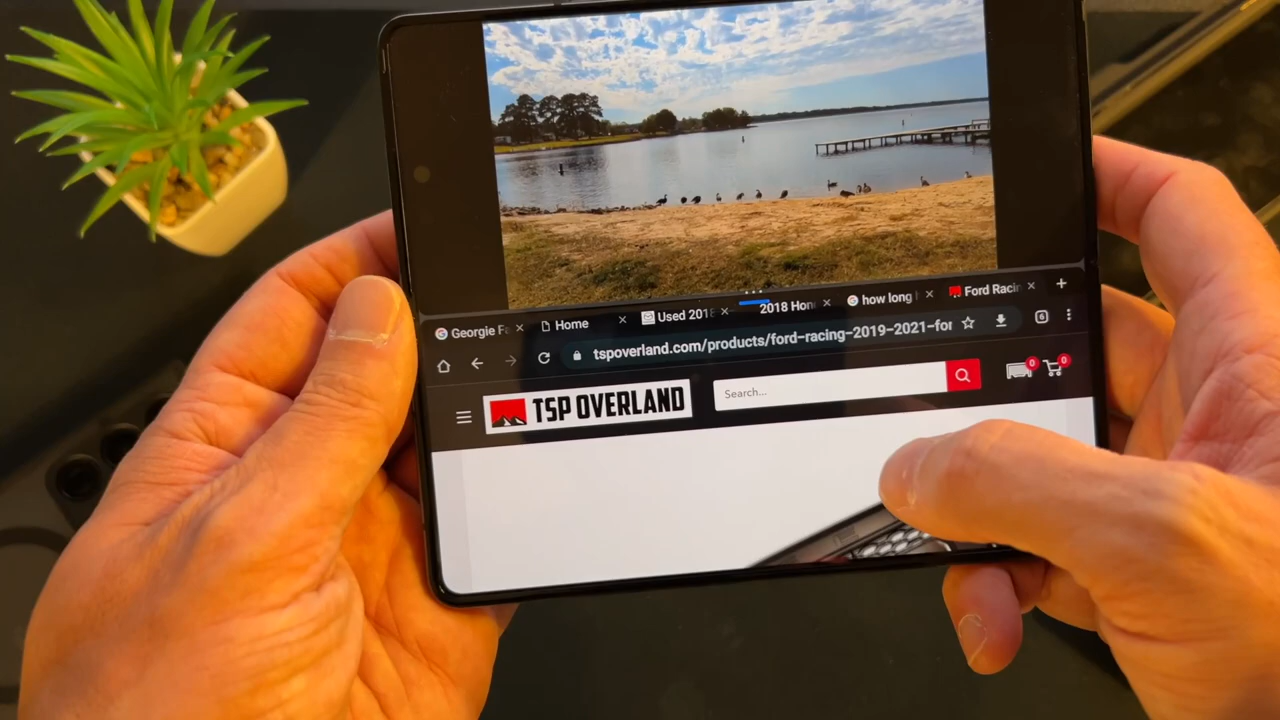 Georgie F
Home
Used 2018
2018 Hon
how long
Ford Racin
tspoverland.com/products/ford-racing-2019-2021-for
6
TSP OVERLAND
Search...
0
0